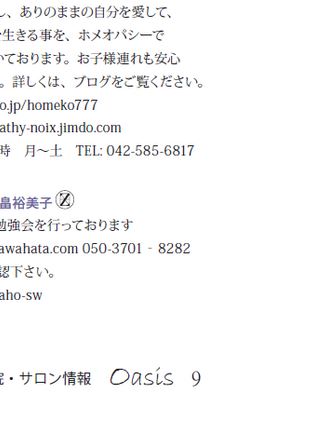 し、ありのままの自分を愛して、
生きる事を、ホメオパシーで
いております。お子様連れも安心
。詳しくは、ブログをご覧ください。
o.jp/homeko777
athy-noix.jimdo.com
時 月〜土 TEL: 042-585-6817
畠裕美子 Ⓩ
勉強会を行っております
awahata.com 050-3701 - 8282
認下さい。
aho-sw
院・サロン情報 Oasis 9